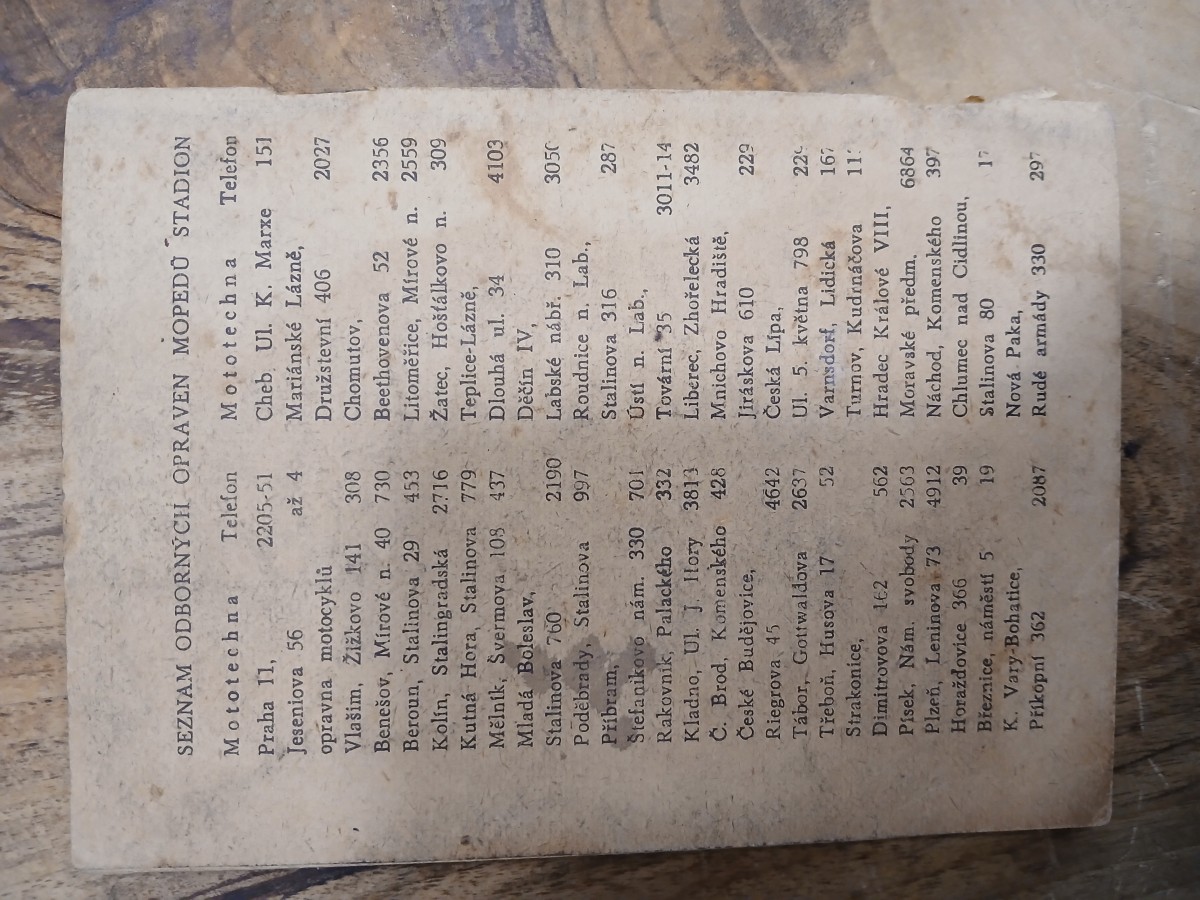 SEZNAM ODBORNÝCH OPRAVEN MOPEDŮ STADION
Mototechna Telefon
Praha 11, 2205-51
Jeseniova 56 až 4
opravna motocyklů
Vlašim, Žižkovo 141 308
Benešov, Mírové n. 40 730
Beroun, Stalinova 29 453
Kolín, Stalingradská 2716
Kutná Hora, Stalinova 779
Mělník, Švermova 108 437
Mladá Boleslav,
Stalinova 760 2190
Poděbrady, Stalinova 997
Příbram,
Štefanikovo nám. 330 701
Rakovník, Palackého 332
Kladno, Ul. J. Hory 3813
Č. Brod, Komenského 428
České Budějovice,
Riegrova 45 4642
Tábor, Gottwaldova 2637
Třeboň, Husova 17 52
Strakonice,
Dimitrovova 162 562
Písek, Nám. svobody 2563
Plzeň, Leninova 73 4912
Horažďovice 366 39
Březnice, náměstí 5 19
K. Vary-Bohatice,
Příkopní 362 2087
Mototechna Telefon
Cheb, Ul. K. Marxe 151
Mariánské Lázně,
Družstevní 406 2027
Chomutov,
Beethovenova 52 2356
Litoměřice, Mírové n. 2559
Žatec, Hošťálkovo n. 309
Teplice-Lázně,
Dlouhá ul. 34 4103
Děčín IV,
Labské nábř. 310 3050
Roudnice n. Lab.,
Stalinova 316 287
Ústí n. Lab.,
Tovární 35 3011-14
Liberec, Zhořelecká 3482
Mnichovo Hradiště,
Jiráskova 610 229
Česká Lípa,
Ul. 5. května 798
Varnsdorf, Lidická 167
Turnov, Kudrnáčova
Hradec Králové VIII,
Moravské předm. 6864
Náchod, Komenského 397
Chlumec nad Cidlinou,
Stalinova 80 17
Nová Paka,
Rudé armády 330 297